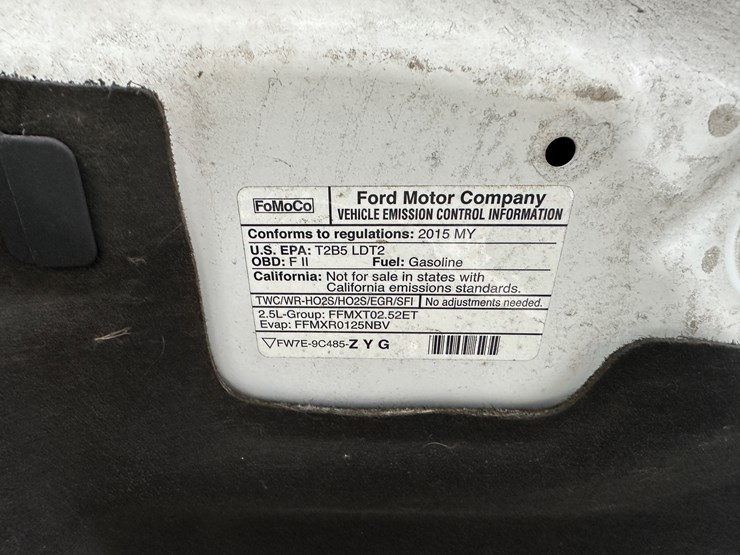 FoMoCo
Ford Motor Company
VEHICLE EMISSION CONTROL INFORMATION
Conforms to regulations: 2015 MY
U.S. EPA: T2B5 LDT2
OBD: F II Fuel: Gasoline
California: Not for sale in states with
California emissions standards.
TWC/WR-HO2S/HO2S/EGR/SFI No adjustments needed.
2.5L-Group: FFMXT02.52ET
Evap: FFMXR0125NBV
▽FW7E-9C485-Z Y G